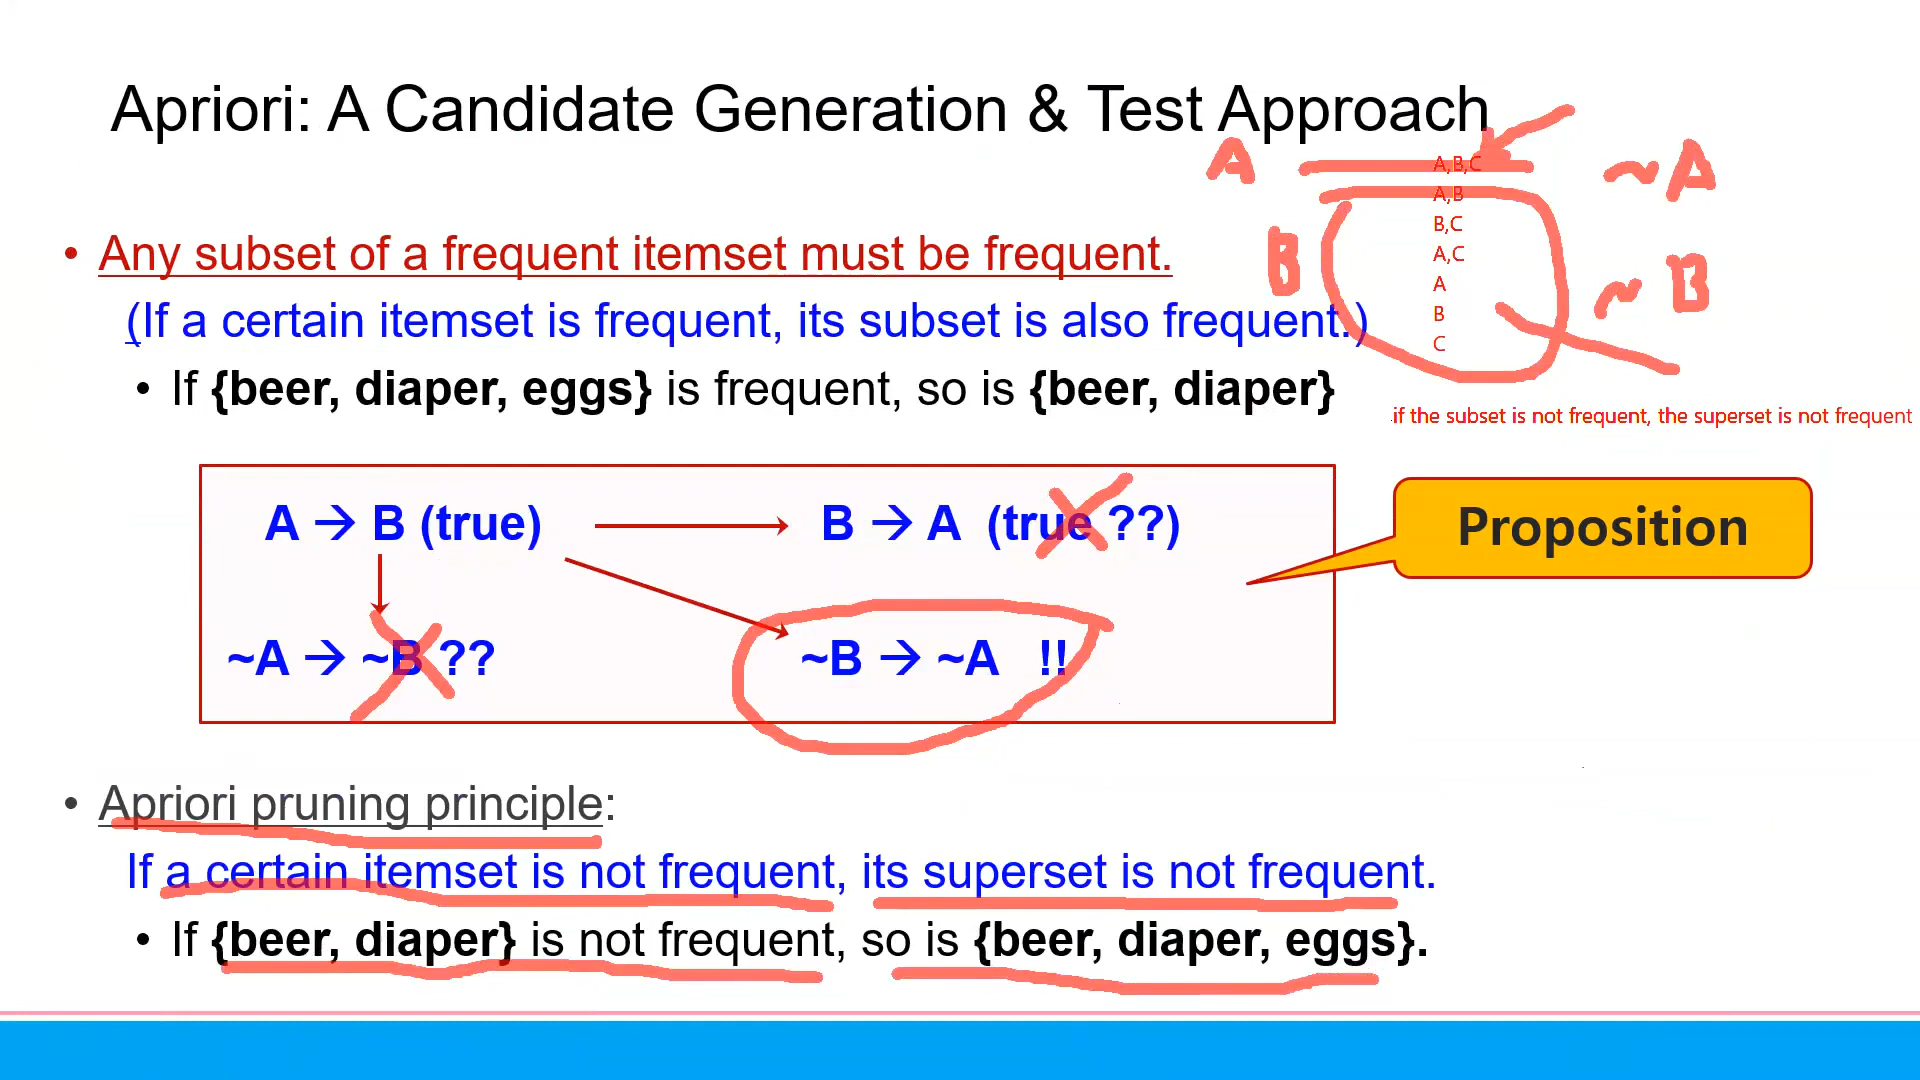 Apriori: A Candidate Generation & Test Approach
A
A,B,C
~A
A,B
B,C
A,C
A
B
C
B
~B
• Any subset of a frequent itemset must be frequent.
(If a certain itemset is frequent, its subset is also frequent.)
• If {beer, diaper, eggs} is frequent, so is {beer, diaper}
if the subset is not frequent, the superset is not frequent
A → B (true)
B → A (true ??)
Proposition
~A → ~B ??
~B → ~A !!
• Apriori pruning principle:
If a certain itemset is not frequent, its superset is not frequent.
• If {beer, diaper} is not frequent, so is {beer, diaper, eggs}.